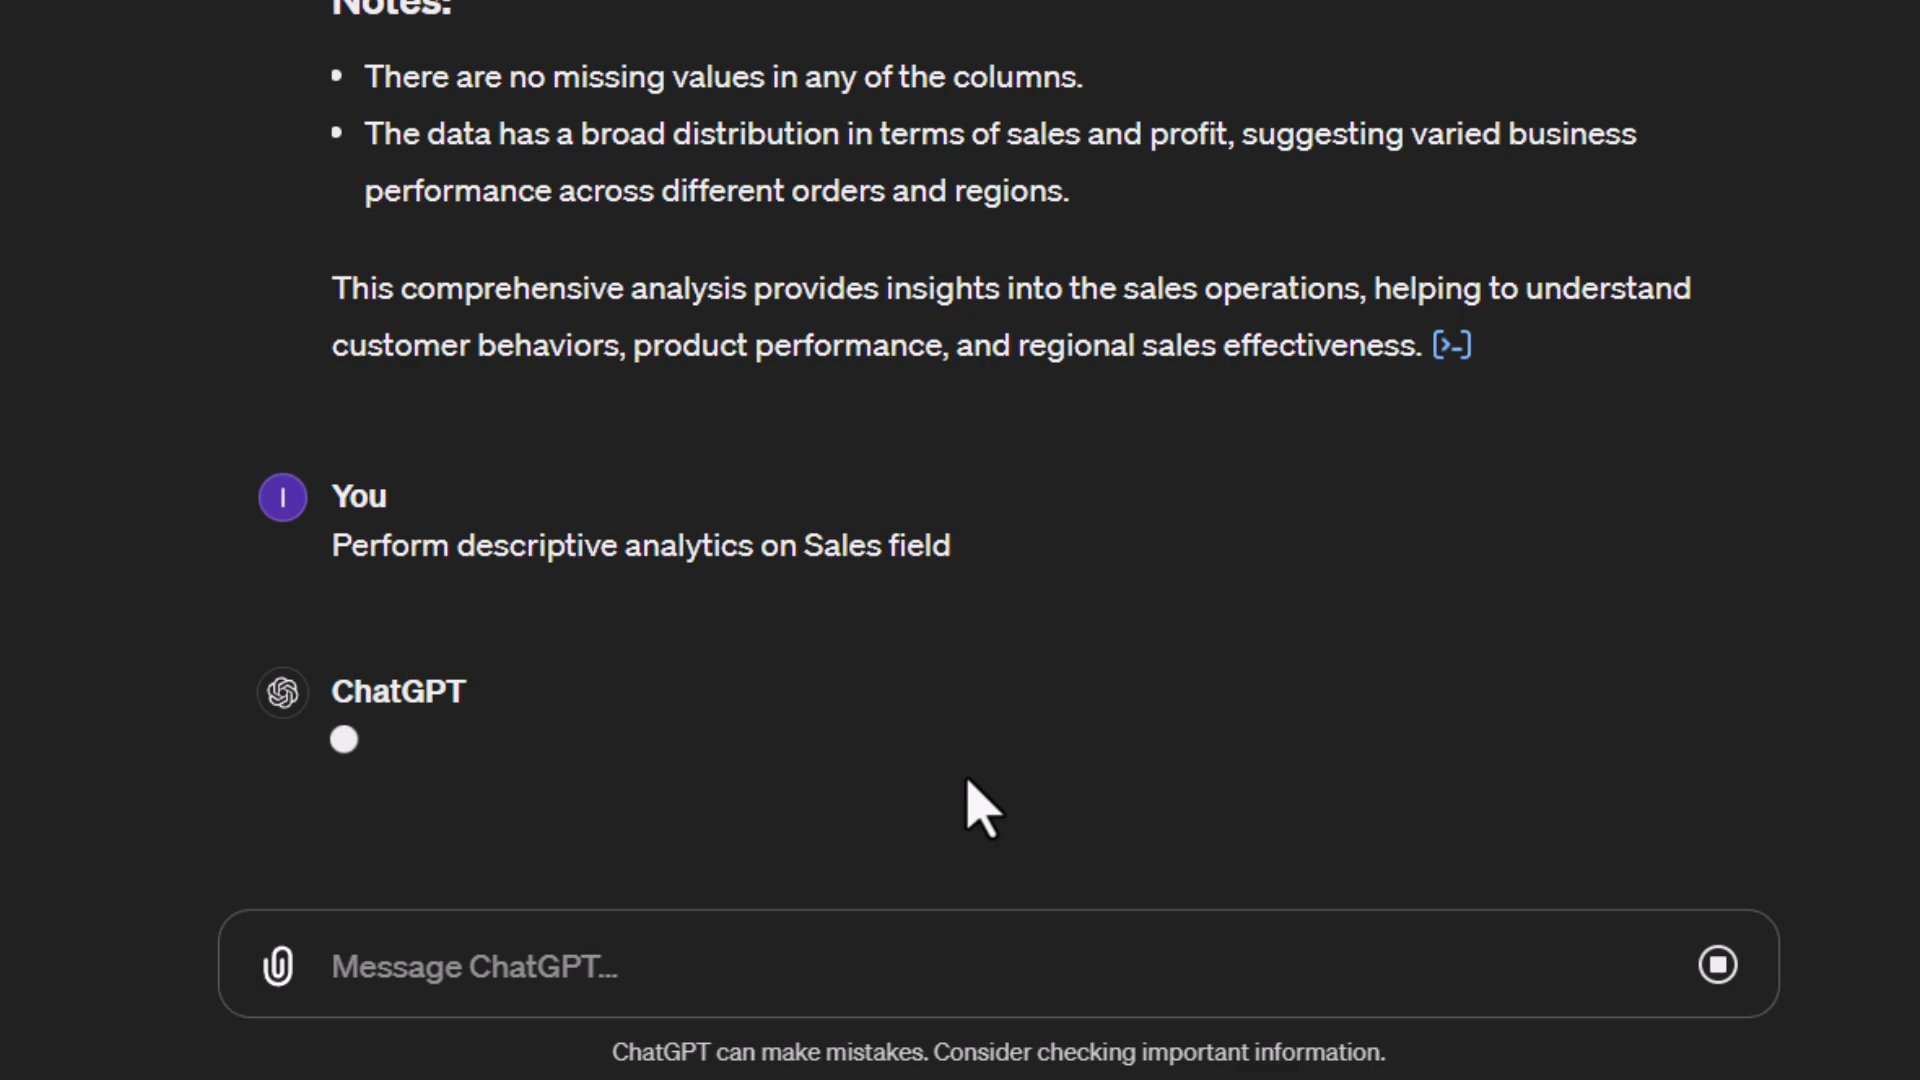 Notes:
• There are no missing values in any of the columns.
• The data has a broad distribution in terms of sales and profit, suggesting varied business
performance across different orders and regions.
This comprehensive analysis provides insights into the sales operations, helping to understand
customer behaviors, product performance, and regional sales effectiveness. [>-]
I
You
Perform descriptive analytics on Sales field
ChatGPT
Message ChatGPT...
ChatGPT can make mistakes. Consider checking important information.